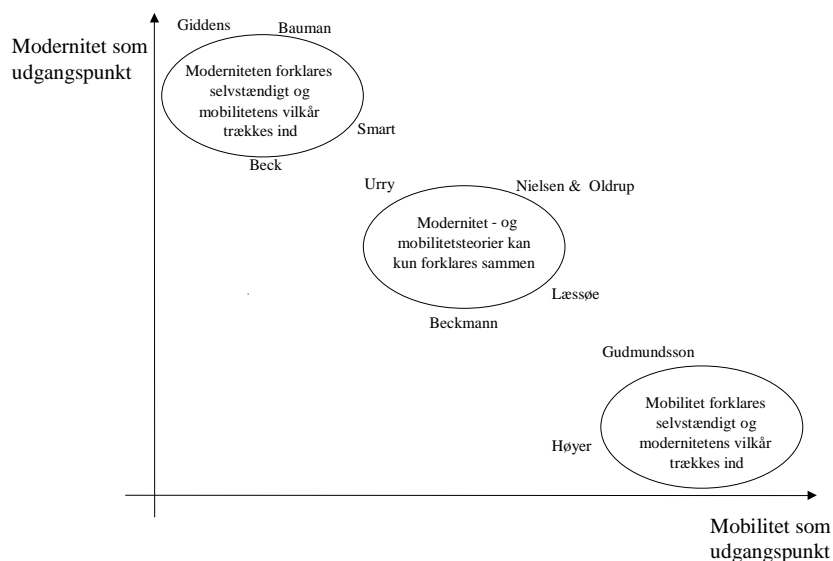 Giddens
Bauman
Modernitet som
udgangspunkt
Moderniteten forklares
selvstændigt og
mobilitetens vilkår
trækkes ind
Smart
Beck
Urry
Nielsen & Oldrup
Modernitet - og
mobilitetsteorier kan
kun forklares sammen
Læssøe
Beckmann
Gudmundsson
Mobilitet forklares
selvstændigt og
modernitetens vilkår
trækkes ind
Høyer
Mobilitet som
udgangspunkt